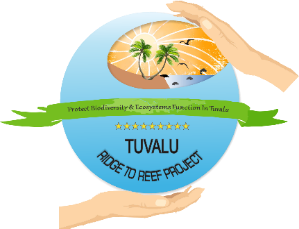 Protect Biodiversity & Ecosystems Function In Tuvalu
TUVALU
RIDGE TO REEF PROJECT